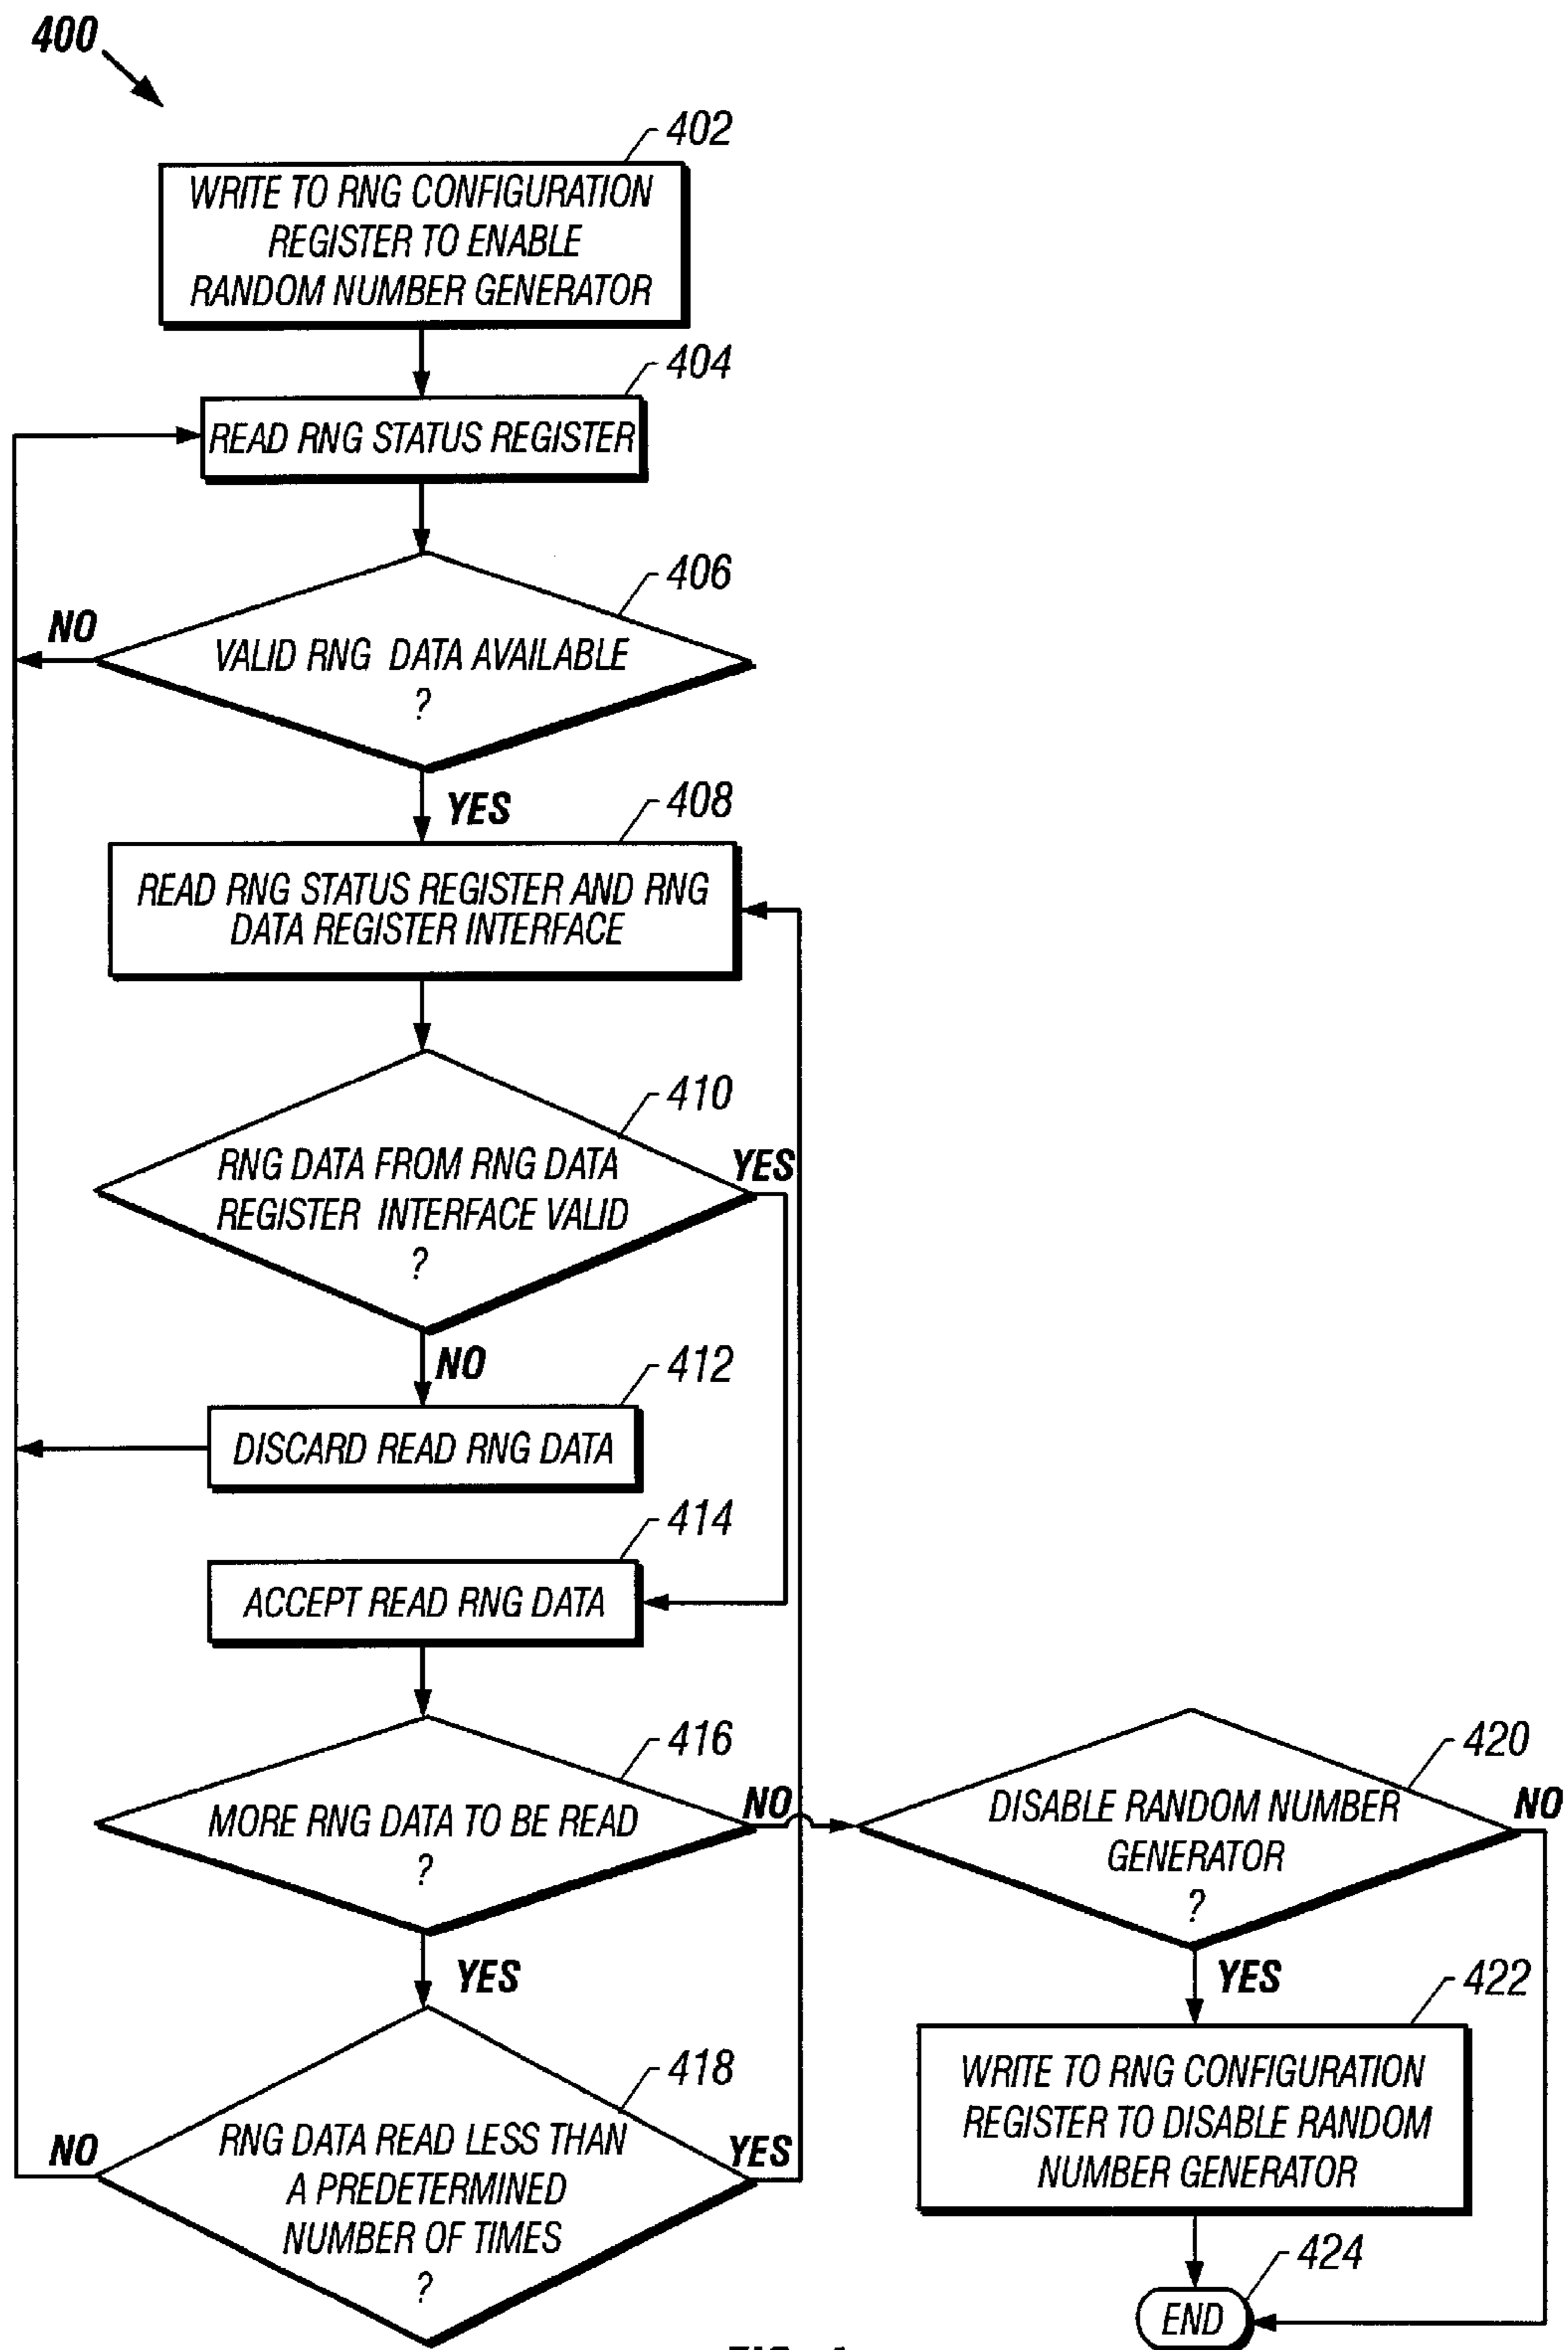 400
402
WRITE TO RNG CONFIGURATION
REGISTER TO ENABLE
RANDOM NUMBER GENERATOR
404
READ RNG STATUS REGISTER
406
NO
VALID RNG DATA AVAILABLE
?
YES
408
READ RNG STATUS REGISTER AND RNG
DATA REGISTER INTERFACE
410
YES
RNG DATA FROM RNG DATA
REGISTER INTERFACE VALID
?
NO
412
DISCARD READ RNG DATA
414
ACCEPT READ RNG DATA
416
NO
MORE RNG DATA TO BE READ
?
YES
418
NO
RNG DATA READ LESS THAN
A PREDETERMINED
NUMBER OF TIMES
?
YES
420
NO
DISABLE RANDOM NUMBER
GENERATOR
?
YES
422
WRITE TO RNG CONFIGURATION
REGISTER TO DISABLE RANDOM
NUMBER GENERATOR
424
END